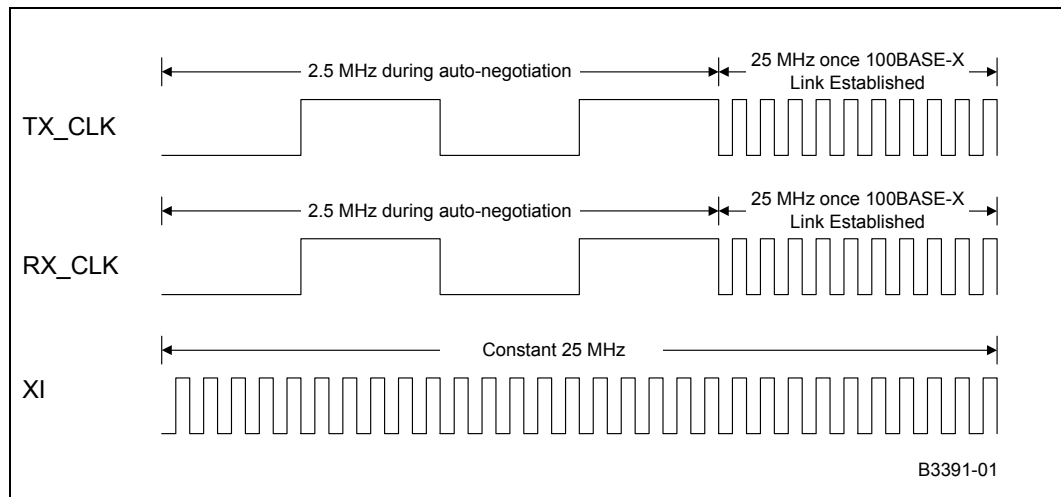 2.5 MHz during auto-negotiation
25 MHz once 100BASE-X
Link Established
TX_CLK
2.5 MHz during auto-negotiation
25 MHz once 100BASE-X
Link Established
RX_CLK
Constant 25 MHz
XI
B3391-01